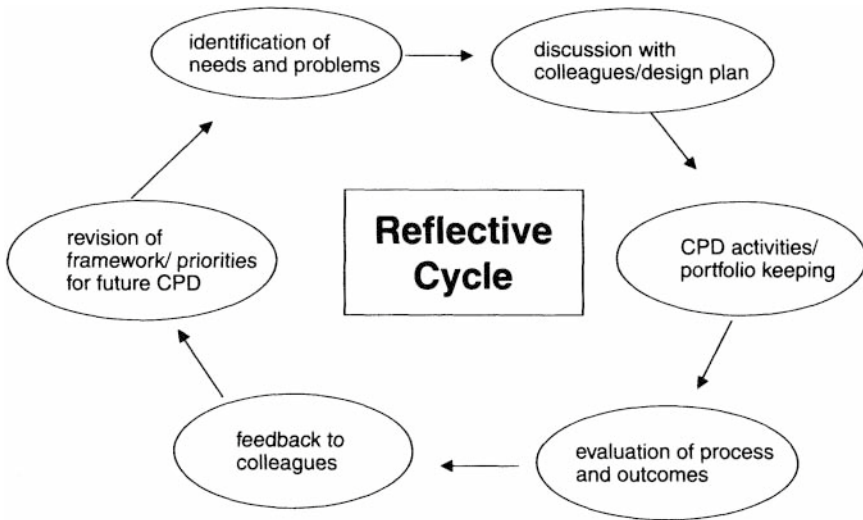 identification of
needs and problems
discussion with
colleagues/design plan
CPD activities/
portfolio keeping
evaluation of process
and outcomes
feedback to
colleagues
revision of
framework/ priorities
for future CPD
Reflective
Cycle